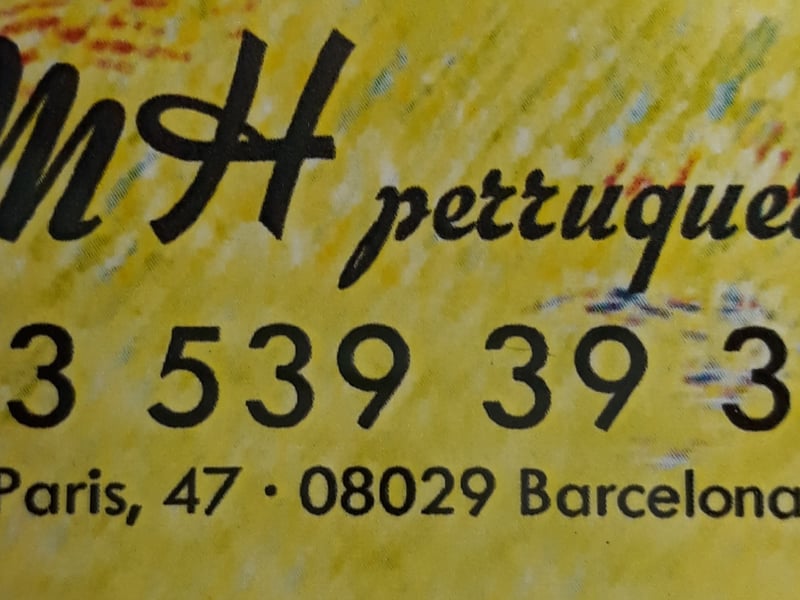 MH perruque
3 539 39 3
Paris, 47 · 08029 Barcelona